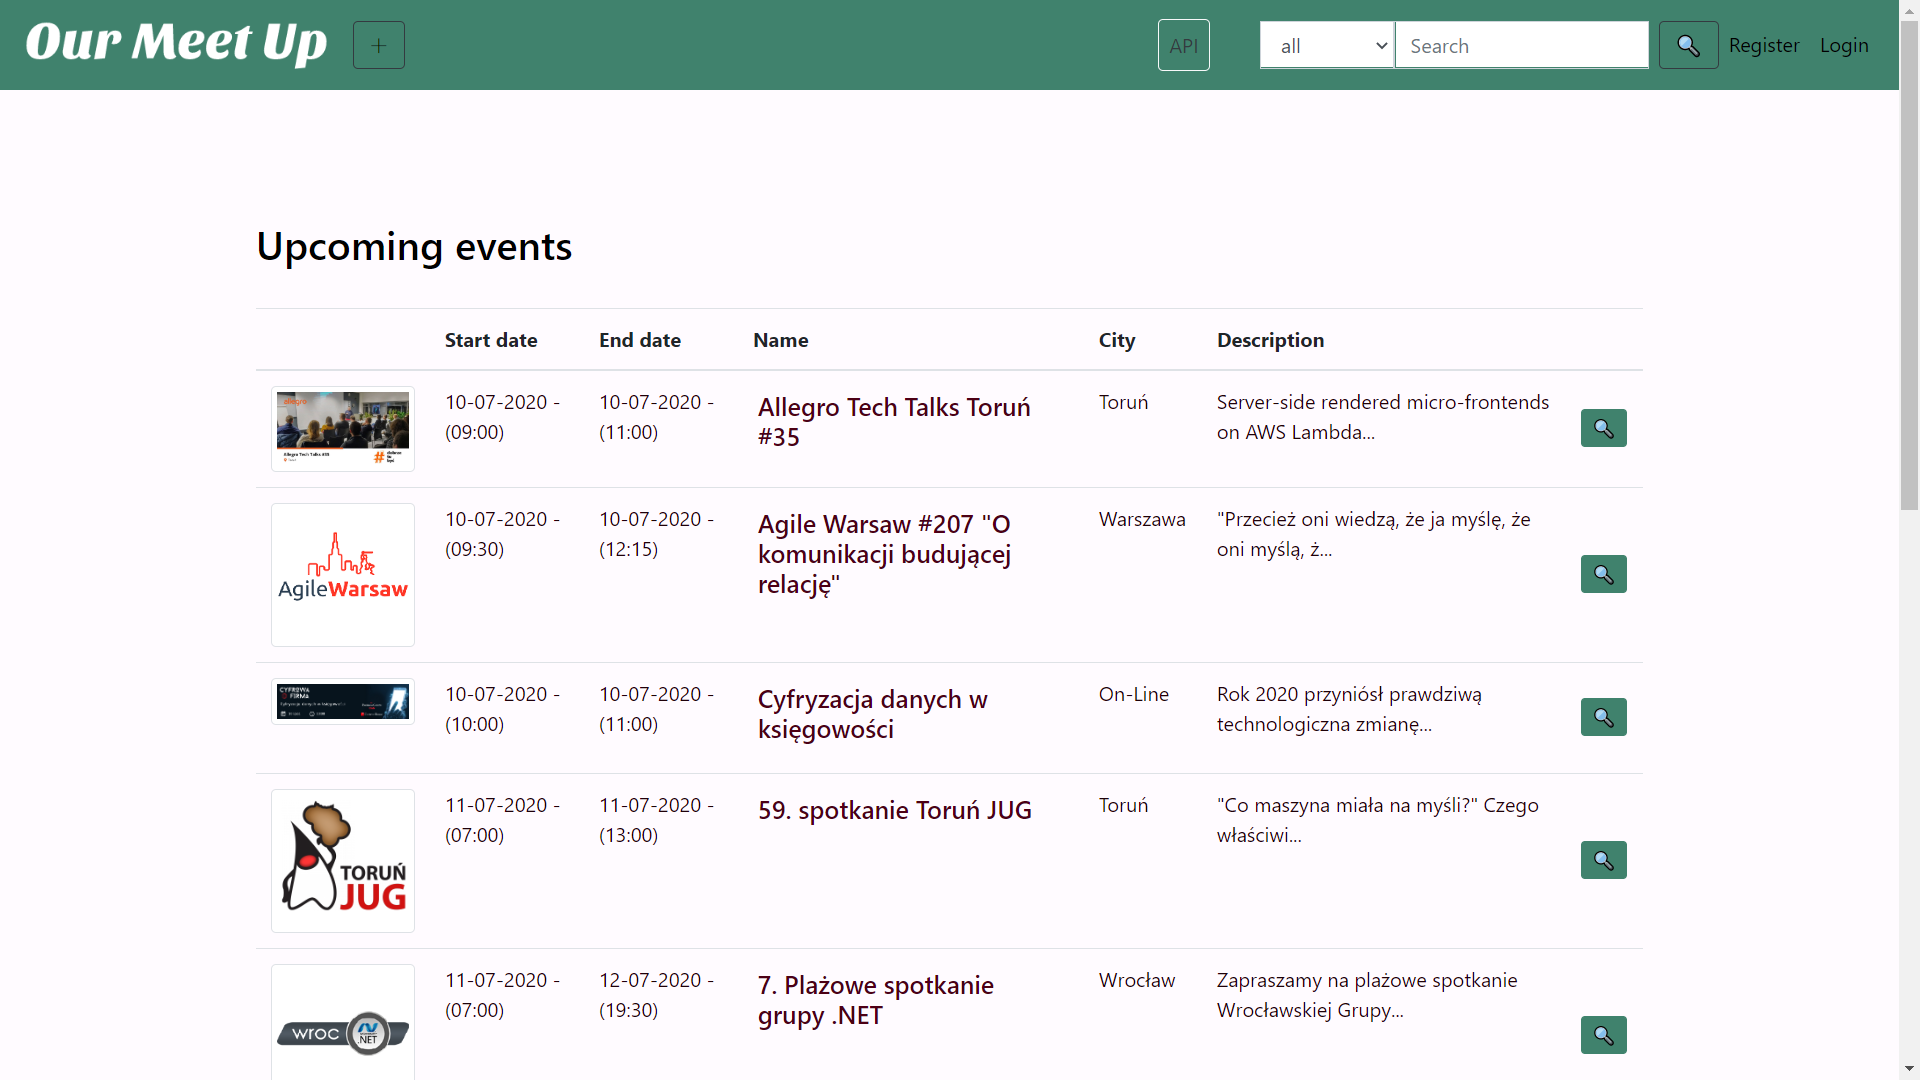 Our Meet Up
+
API
all
Search
Register
Login
Upcoming events
Start date
End date
Name
City
Description
allegro
Allegro Tech Talks #35
10-07-2020 -
(09:00)
10-07-2020 -
(11:00)
Allegro Tech Talks Toruń
#35
Toruń
Server-side rendered micro-frontends
on AWS Lambda...
AgileWarsaw
10-07-2020 -
(09:30)
10-07-2020 -
(12:15)
Agile Warsaw #207 "O
komunikacji budującej
relację"
Warszawa
"Przecież oni wiedzą, że ja myślę, że
oni myślą, ż...
CYFROWA
FIRMA
10-07-2020 -
(10:00)
10-07-2020 -
(11:00)
Cyfryzacja danych w
księgowości
On-Line
Rok 2020 przyniósł prawdziwą
technologiczna zmianę...
TORUŃ
JUG
11-07-2020 -
(07:00)
11-07-2020 -
(13:00)
59. spotkanie Toruń JUG
Toruń
"Co maszyna miała na myśli?" Czego
właściwi...
wroc
.NET
11-07-2020 -
(07:00)
12-07-2020 -
(19:30)
7. Plażowe spotkanie
grupy .NET
Wrocław
Zapraszamy na plażowe spotkanie
Wrocławskiej Grupy...